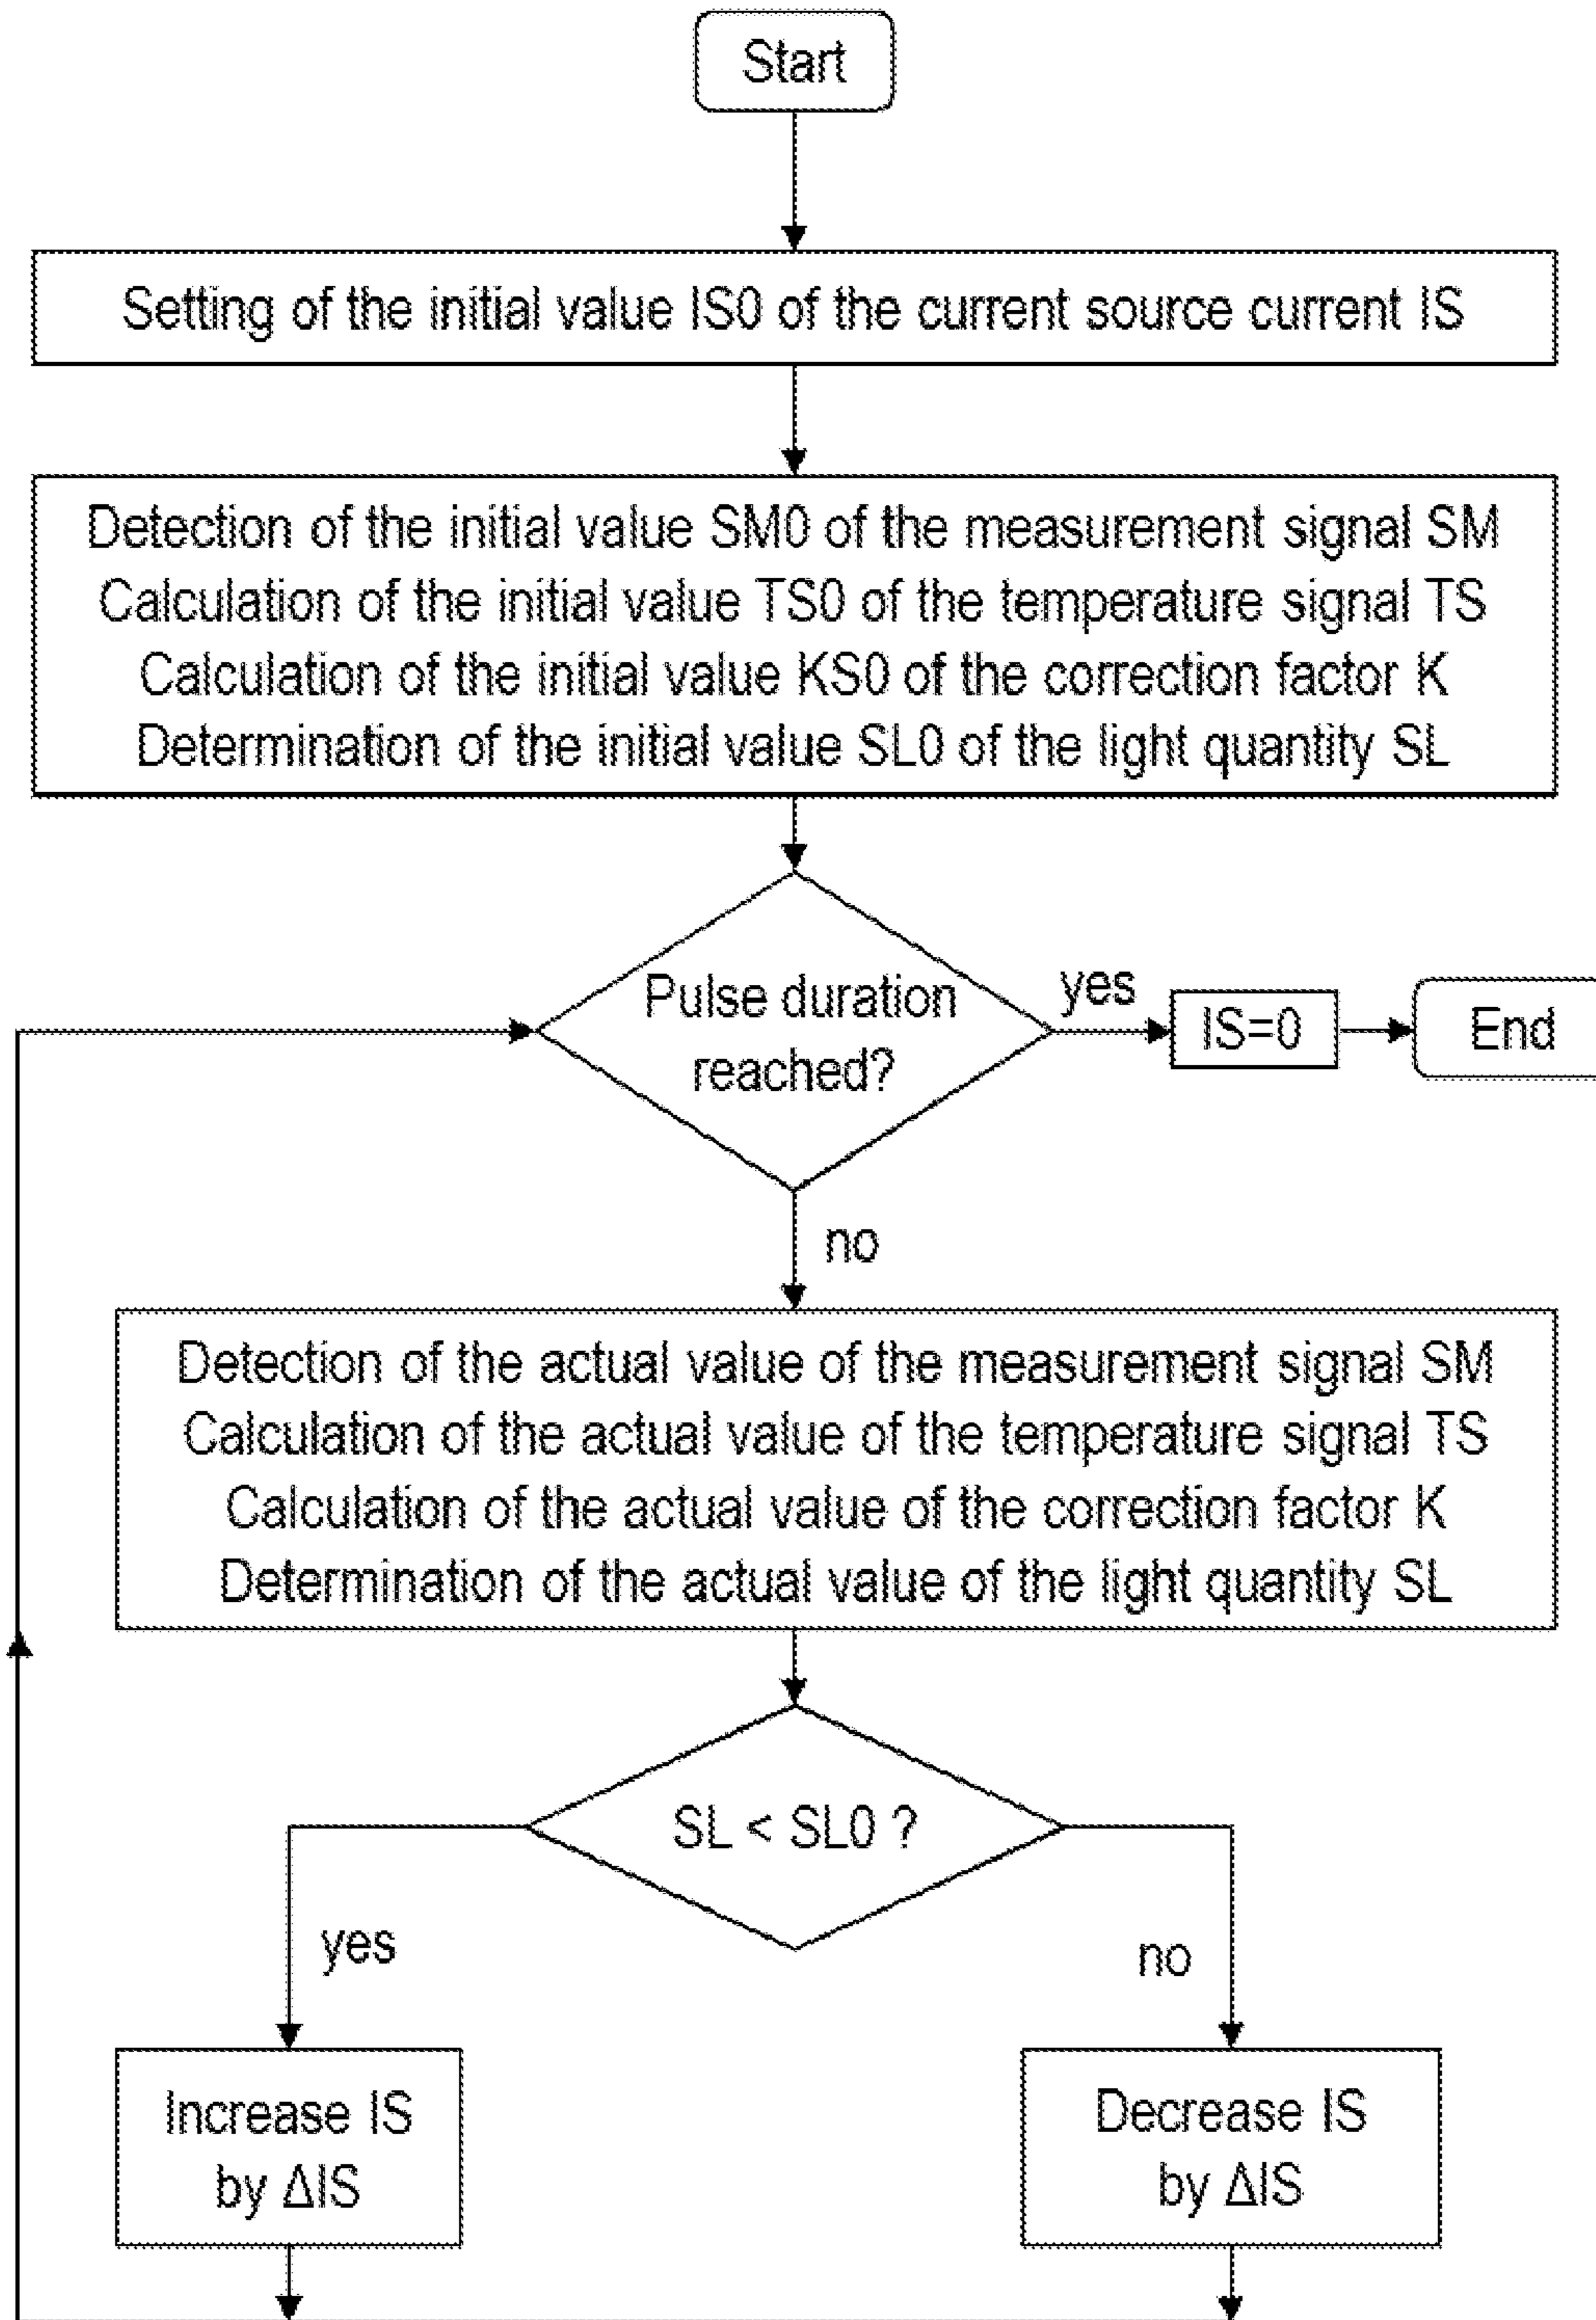 Start
Setting of the initial value IS0 of the current source current IS
Detection of the initial value SM0 of the measurement signal SM
Calculation of the initial value TS0 of the temperature signal TS
Calculation of the initial value KS0 of the correction factor K
Determination of the initial value SL0 of the light quantity SL
Pulse duration
reached?
yes
IS=0
End
no
Detection of the actual value of the measurement signal SM
Calculation of the actual value of the temperature signal TS
Calculation of the actual value of the correction factor K
Determination of the actual value of the light quantity SL
SL < SL0 ?
yes
no
Increase IS
by ΔIS
Decrease IS
by ΔIS